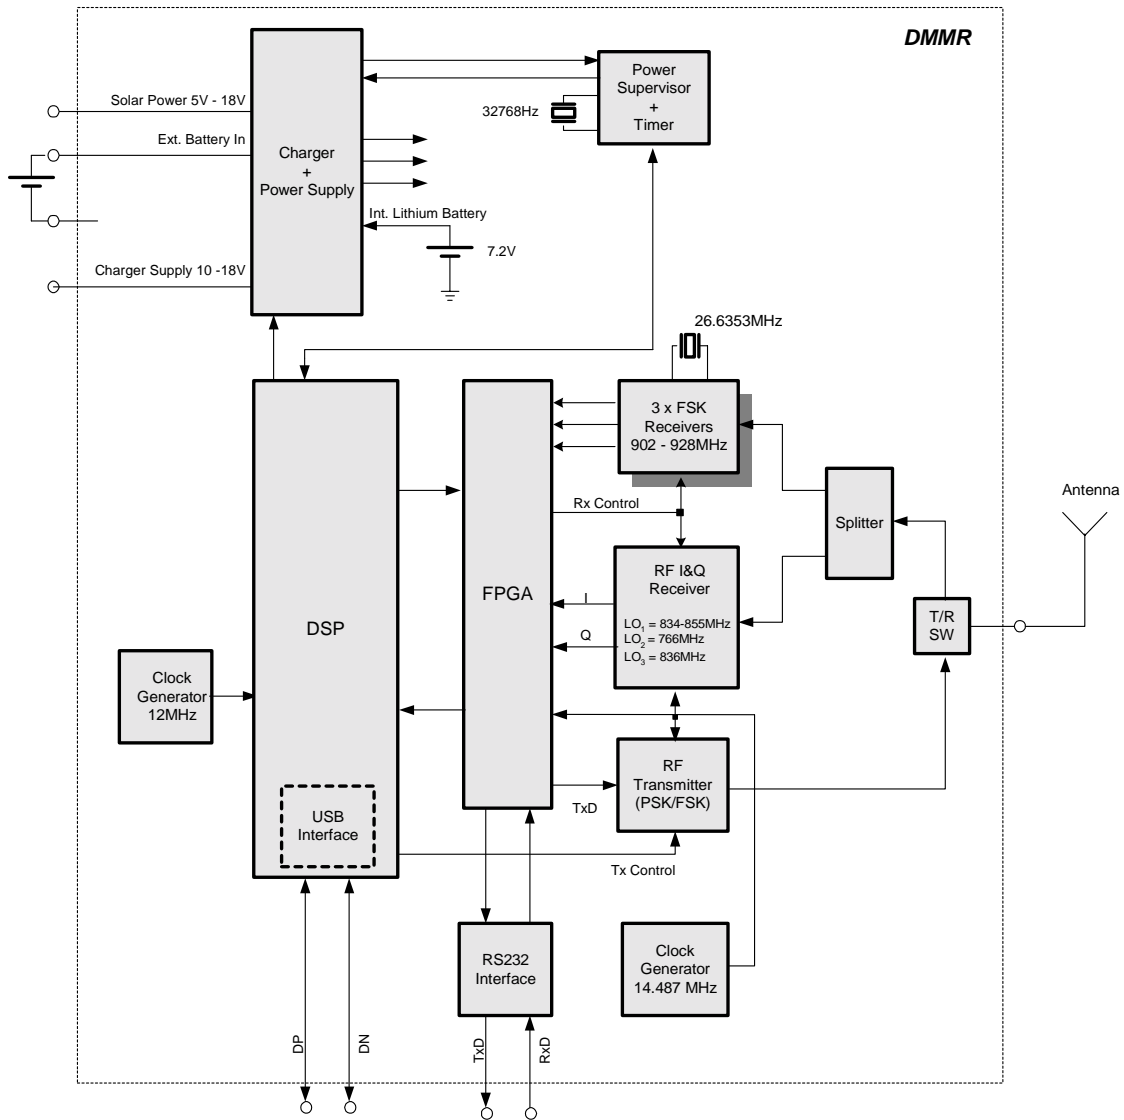 DMMR
Solar Power 5V - 18V
Ext. Battery In
Charger Supply 10 -18V
Charger
+
Power Supply
Int. Lithium Battery
7.2V
32768Hz
Power
Supervisor
+
Timer
26.6353MHz
3 x FSK
Receivers
902 - 928MHz
Rx Control
Splitter
Antenna
T/R
SW
RF I&Q
Receiver
LO₁ = 834-855MHz
LO₂ = 766MHz
LO₃ = 836MHz
I
Q
FPGA
DSP
Clock
Generator
12MHz
USB
Interface
RF
Transmitter
(PSK/FSK)
TxD
Tx Control
RS232
Interface
Clock
Generator
14.487 MHz
DP
DN
TxD
RxD